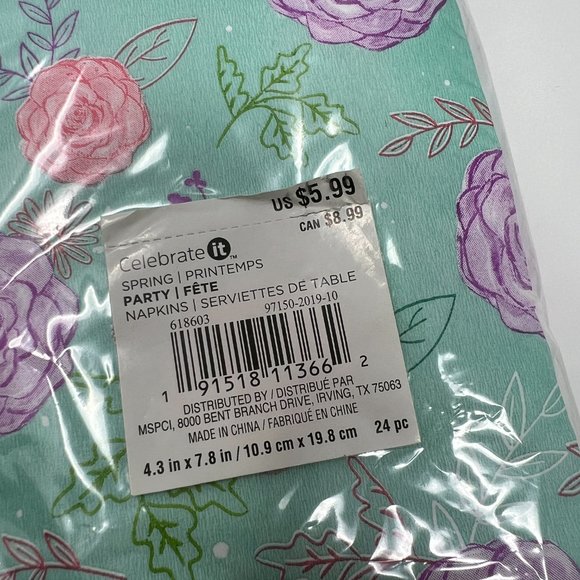 US $5.99
CAN $8.99
Celebrate it™
SPRING | PRINTEMPS
PARTY | FÊTE
NAPKINS | SERVIETTES DE TABLE
618603 97150-2019-10
1 91518 11366 2
DISTRIBUTED BY / DISTRIBUÉ PAR
MSPCI, 8000 BENT BRANCH DRIVE, IRVING, TX 75063
MADE IN CHINA / FABRIQUÉ EN CHINE
4.3 in x 7.8 in / 10.9 cm x 19.8 cm 24 pc